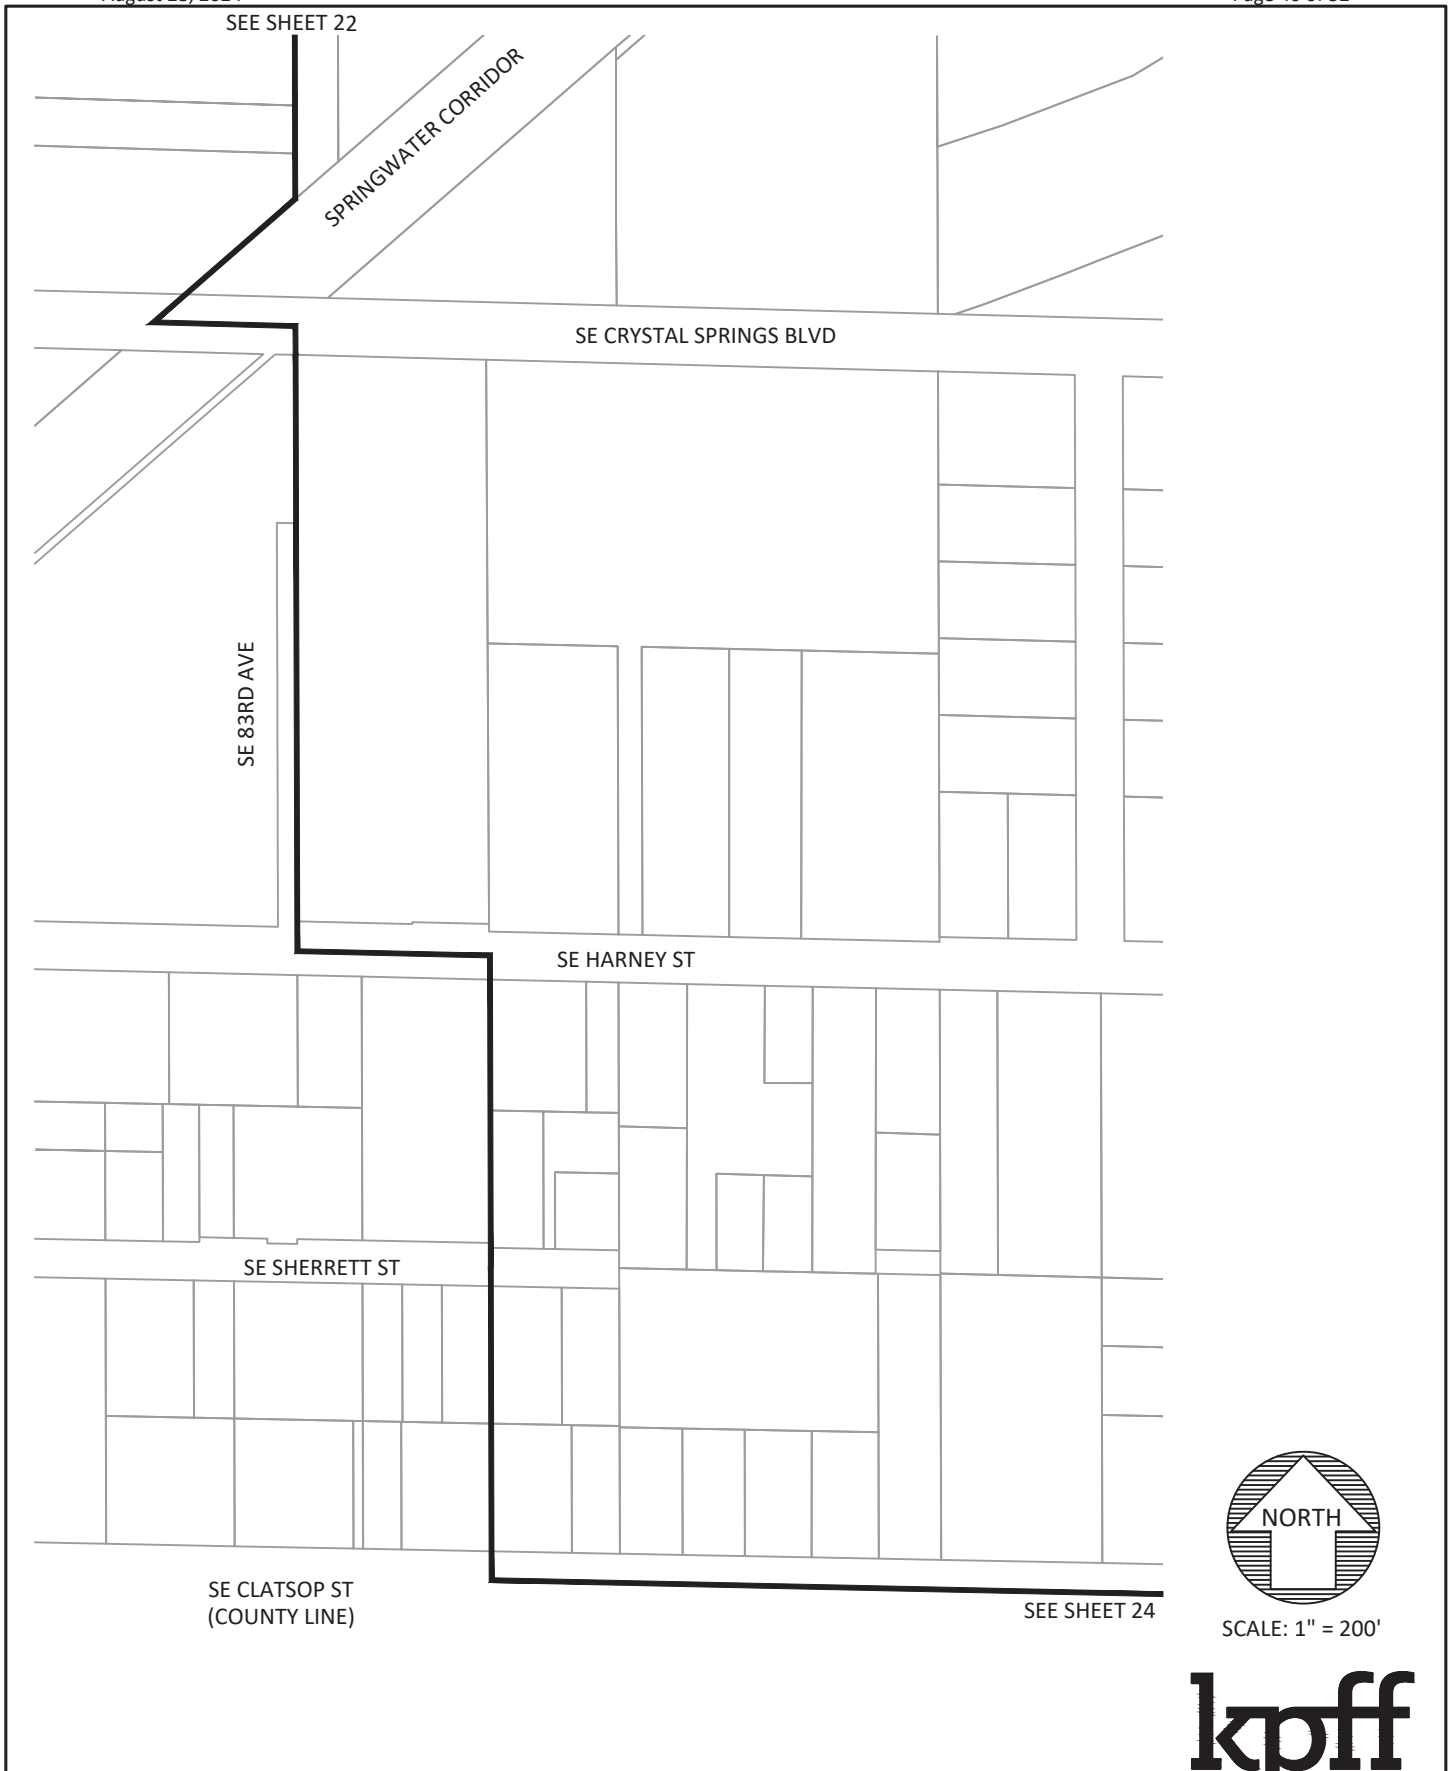 SEE SHEET 22
SPRINGWATER CORRIDOR
SE CRYSTAL SPRINGS BLVD
SE 83RD AVE
SE HARNEY ST
SE SHERRETT ST
NORTH
SE CLATSOP ST
(COUNTY LINE)
SEE SHEET 24
SCALE: 1" = 200'
kpff